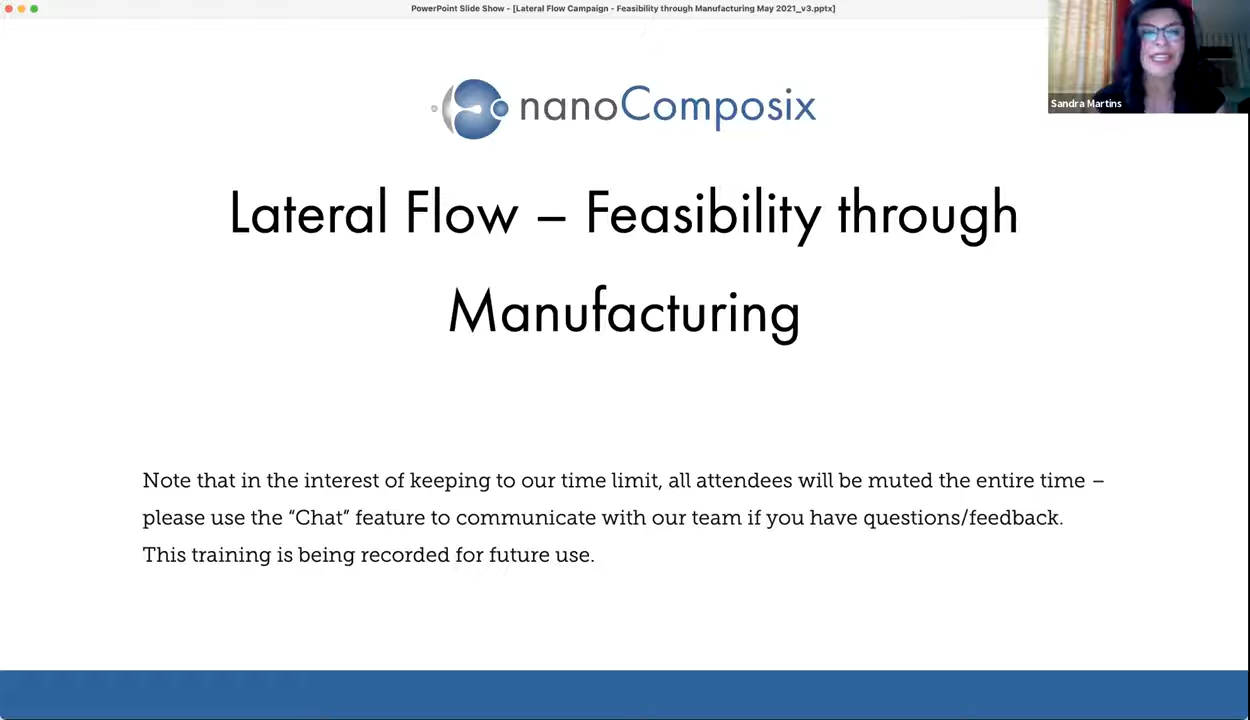 PowerPoint Slide Show - [Lateral Flow Campaign - Feasibility through Manufacturing May 2021_v3.pptx]
Sandra Martins
nanoComposix
Lateral Flow – Feasibility through
Manufacturing
Note that in the interest of keeping to our time limit, all attendees will be muted the entire time –
please use the “Chat” feature to communicate with our team if you have questions/feedback.
This training is being recorded for future use.